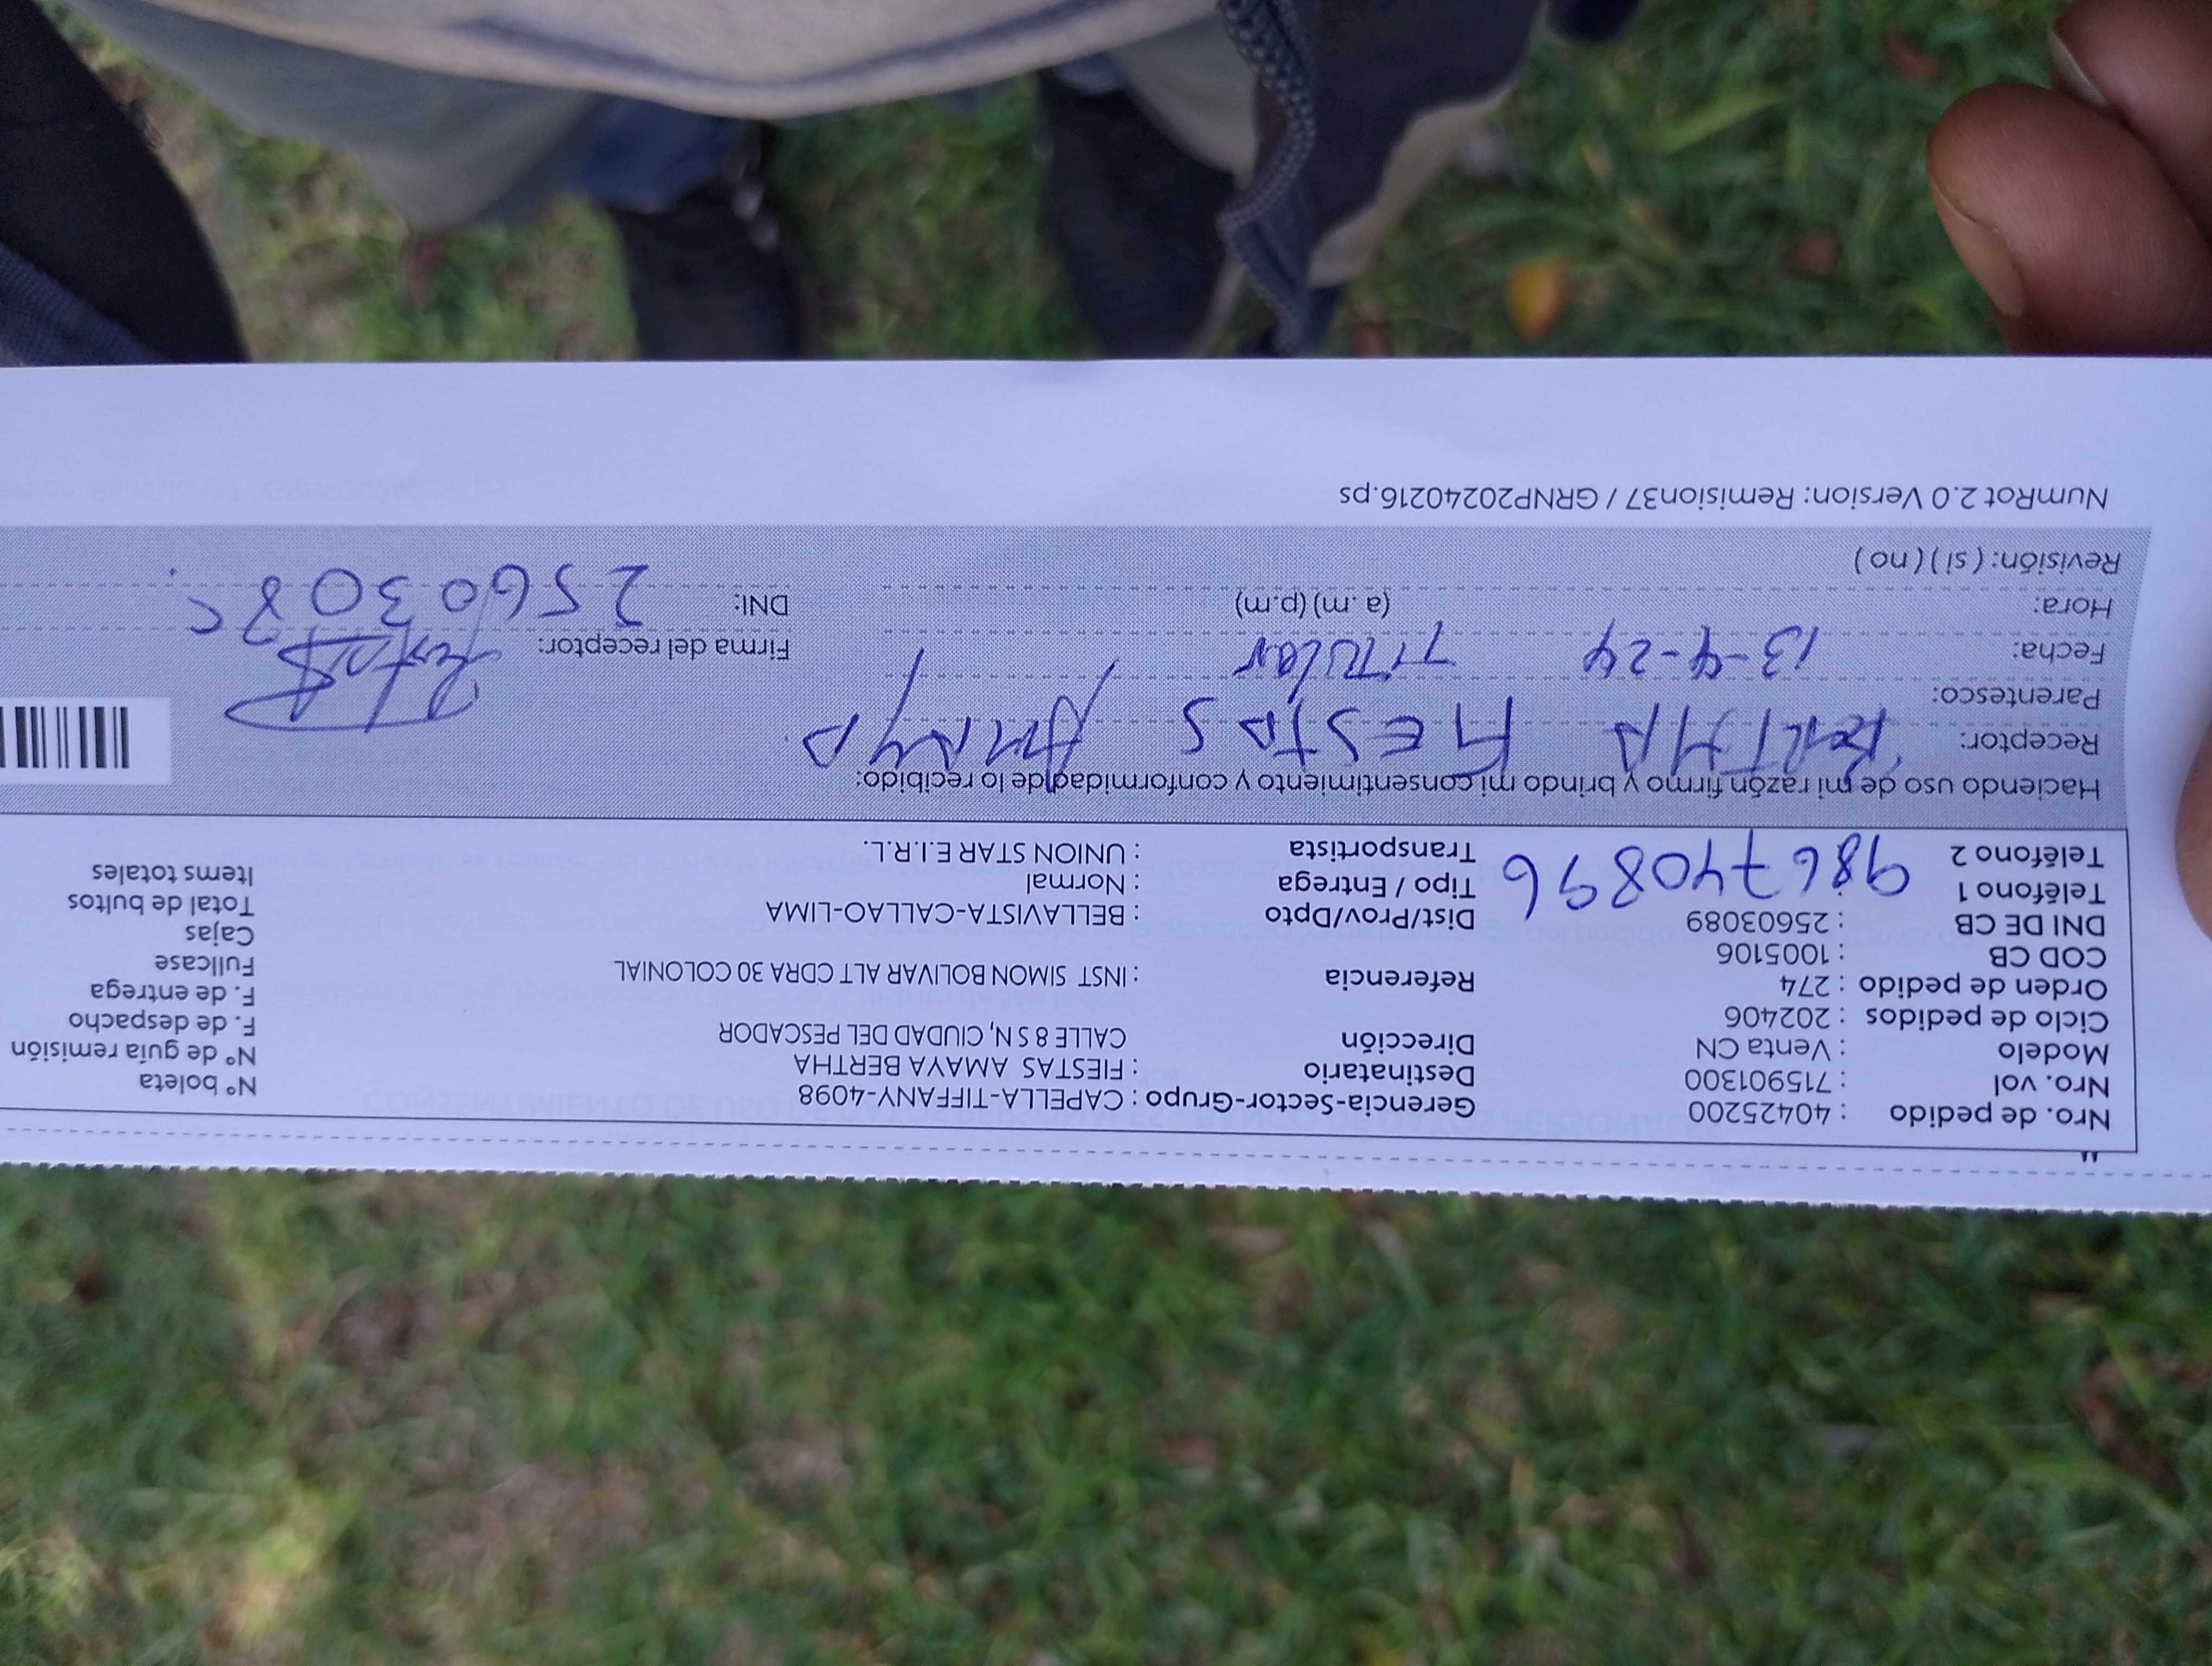 Nro. de pedido : 40425200 Gerencia-Sector-Grupo : CAPELLA-TIFFANY-4098 Nº boleta
Nro. vol : 715901300 Destinatario : FIESTAS AMAYA BERTHA Nº de guía remisión
Modelo : Venta CN Dirección CALLE 8 S N, CIUDAD DEL PESCADOR F. de despacho
Ciclo de pedidos : 202406 F. de entrega
Orden de pedido : 274 Referencia : INST SIMON BOLIVAR ALT CDRA 30 COLONIAL Fullcase
COD CB : 1005106 Cajas
DNI DE CB : 25603089 Dist/Prov/Dpto : BELLAVISTA-CALLAO-LIMA Total de bultos
Teléfono 1 : 986740896 Tipo / Entrega : Normal Items totales
Teléfono 2 Transportista : UNION STAR E.I.R.L.
Haciendo uso de mi razón firmo y brindo mi consentimiento y conformidad de lo recibido:
Receptor: BERTHA FIESTAS AMAYA
Parentesco: TITULAR
Fecha: 13-4-24 Firma del receptor:
Hora: (a.m) (p.m) DNI: 2560308
Revisión: ( si ) ( no )
NumRot 2.0 Version: Remision37 / GRNP20240216.ps